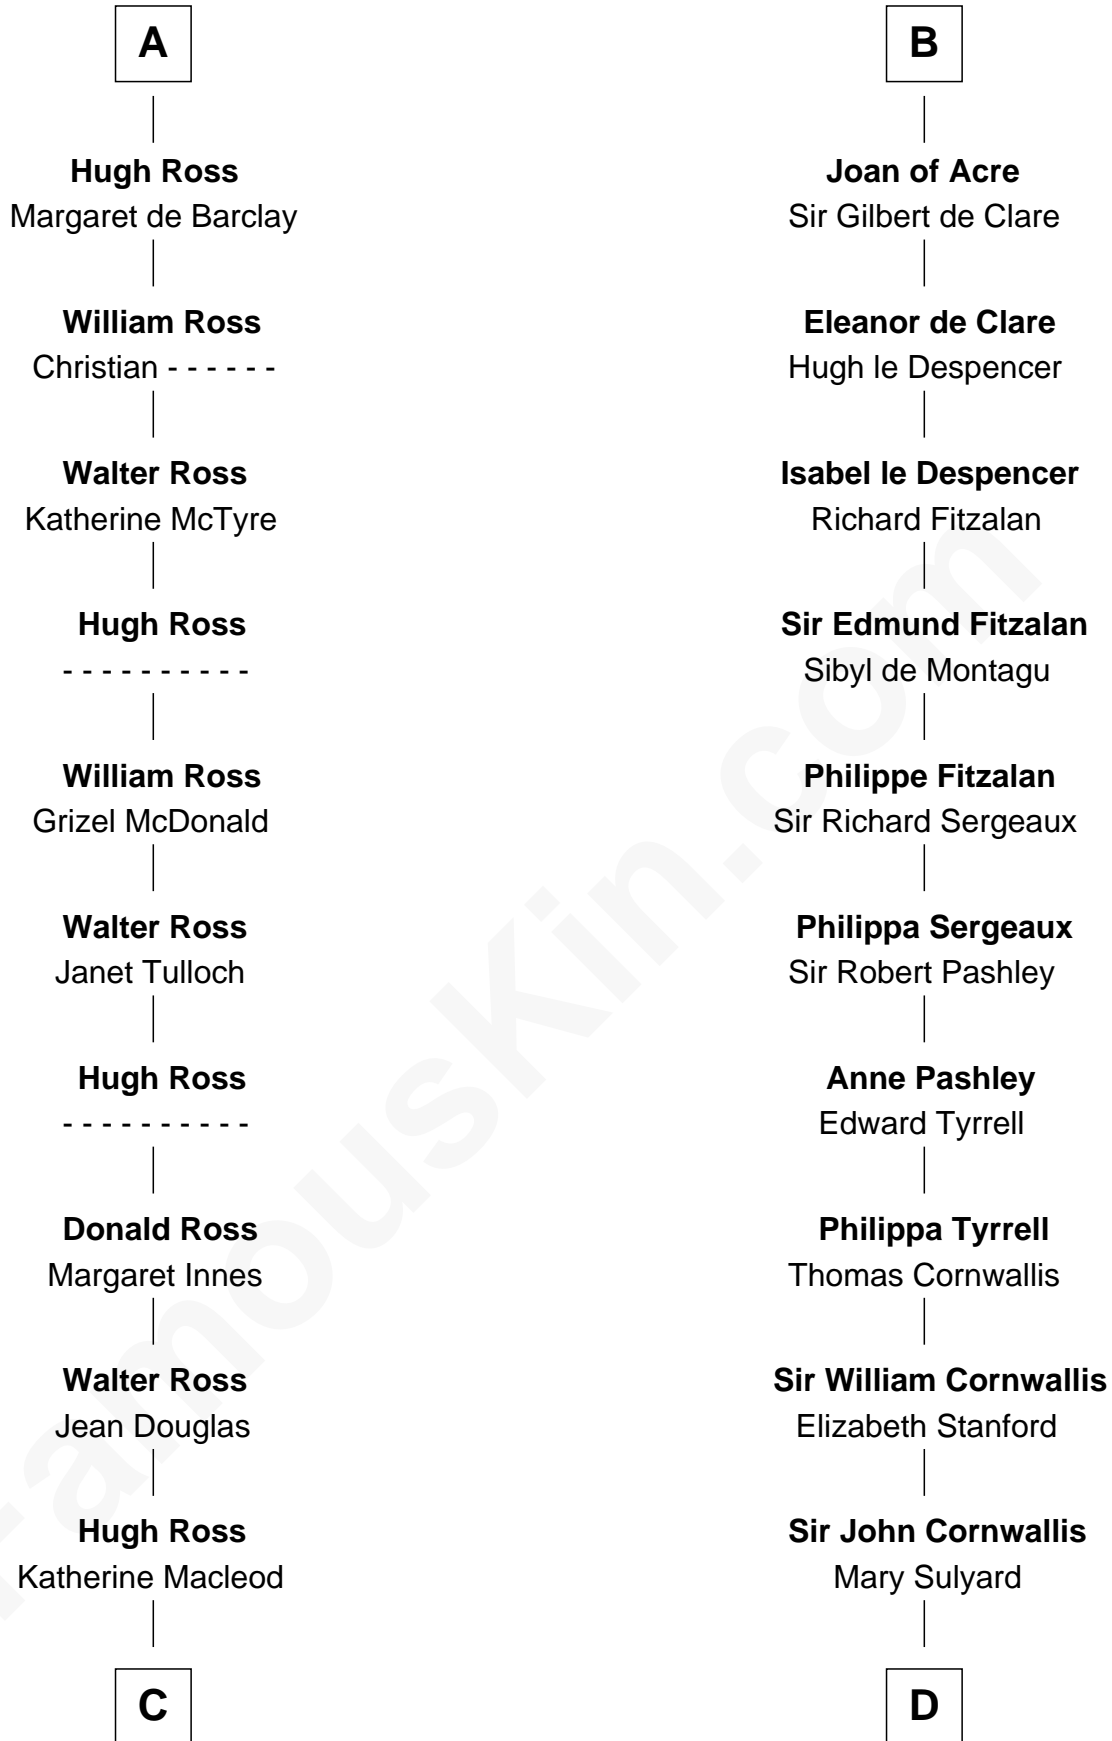 A
Hugh Ross
Margaret de Barclay
William Ross
Christian - - - - - -
Walter Ross
Katherine McTyre
Hugh Ross
- - - - - - - - - -
William Ross
Grizel McDonald
Walter Ross
Janet Tulloch
Hugh Ross
- - - - - - - - - -
Donald Ross
Margaret Innes
Walter Ross
Jean Douglas
Hugh Ross
Katherine Macleod
C
B
Joan of Acre
Sir Gilbert de Clare
Eleanor de Clare
Hugh le Despencer
Isabel le Despencer
Richard Fitzalan
Sir Edmund Fitzalan
Sibyl de Montagu
Philippe Fitzalan
Sir Richard Sergeaux
Philippa Sergeaux
Sir Robert Pashley
Anne Pashley
Edward Tyrrell
Philippa Tyrrell
Thomas Cornwallis
Sir William Cornwallis
Elizabeth Stanford
Sir John Cornwallis
Mary Sulyard
D
FamousKin.com